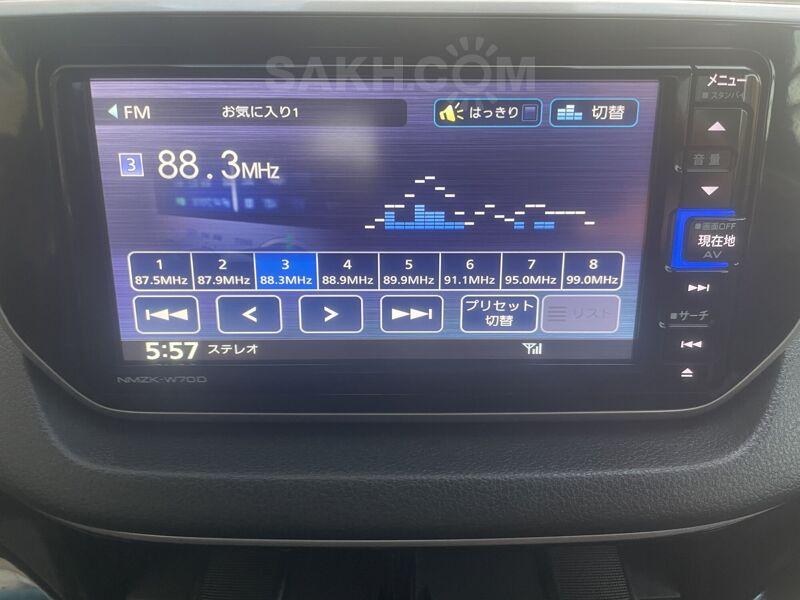 SAKH.COM
FM お気に入り1 はっきり 切替
3 88.3MHz
1 2 3 4 5 6 7 8
87.5MHz 87.9MHz 88.3MHz 88.9MHz 89.9MHz 91.1MHz 95.0MHz 99.0MHz
プリセット
切替
リスト
5:57 ステレオ
NMZK-W70D
メニュー
スタンバイ
音量
画面OFF
現在地
AV
サーチ